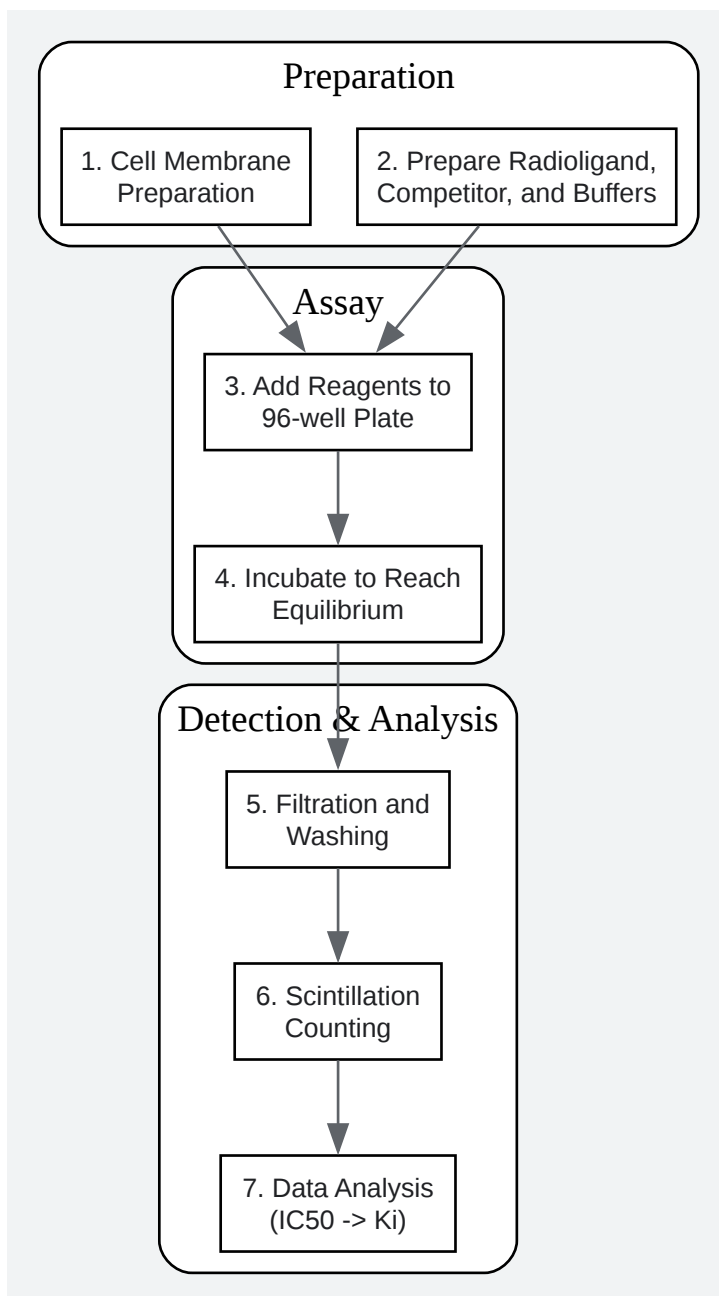 Preparation
1. Cell Membrane
Preparation
2. Prepare Radioligand,
Competitor, and Buffers
Assay
3. Add Reagents to
96-well Plate
4. Incubate to Reach
Equilibrium
Detection & Analysis
5. Filtration and
Washing
6. Scintillation
Counting
7. Data Analysis
(IC50 -> Ki)